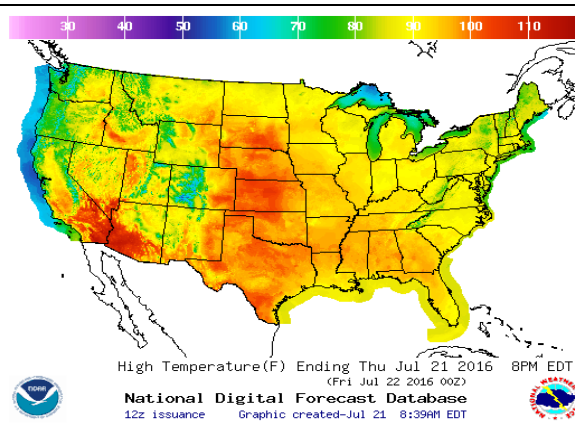 30 40 50 60 70 80 90 100 110
High Temperature(F) Ending Thu Jul 21 2016 8PM EDT
(Fri Jul 22 2016 00Z)
National Digital Forecast Database
12z issuance Graphic created-Jul 21 8:39AM EDT
noaa